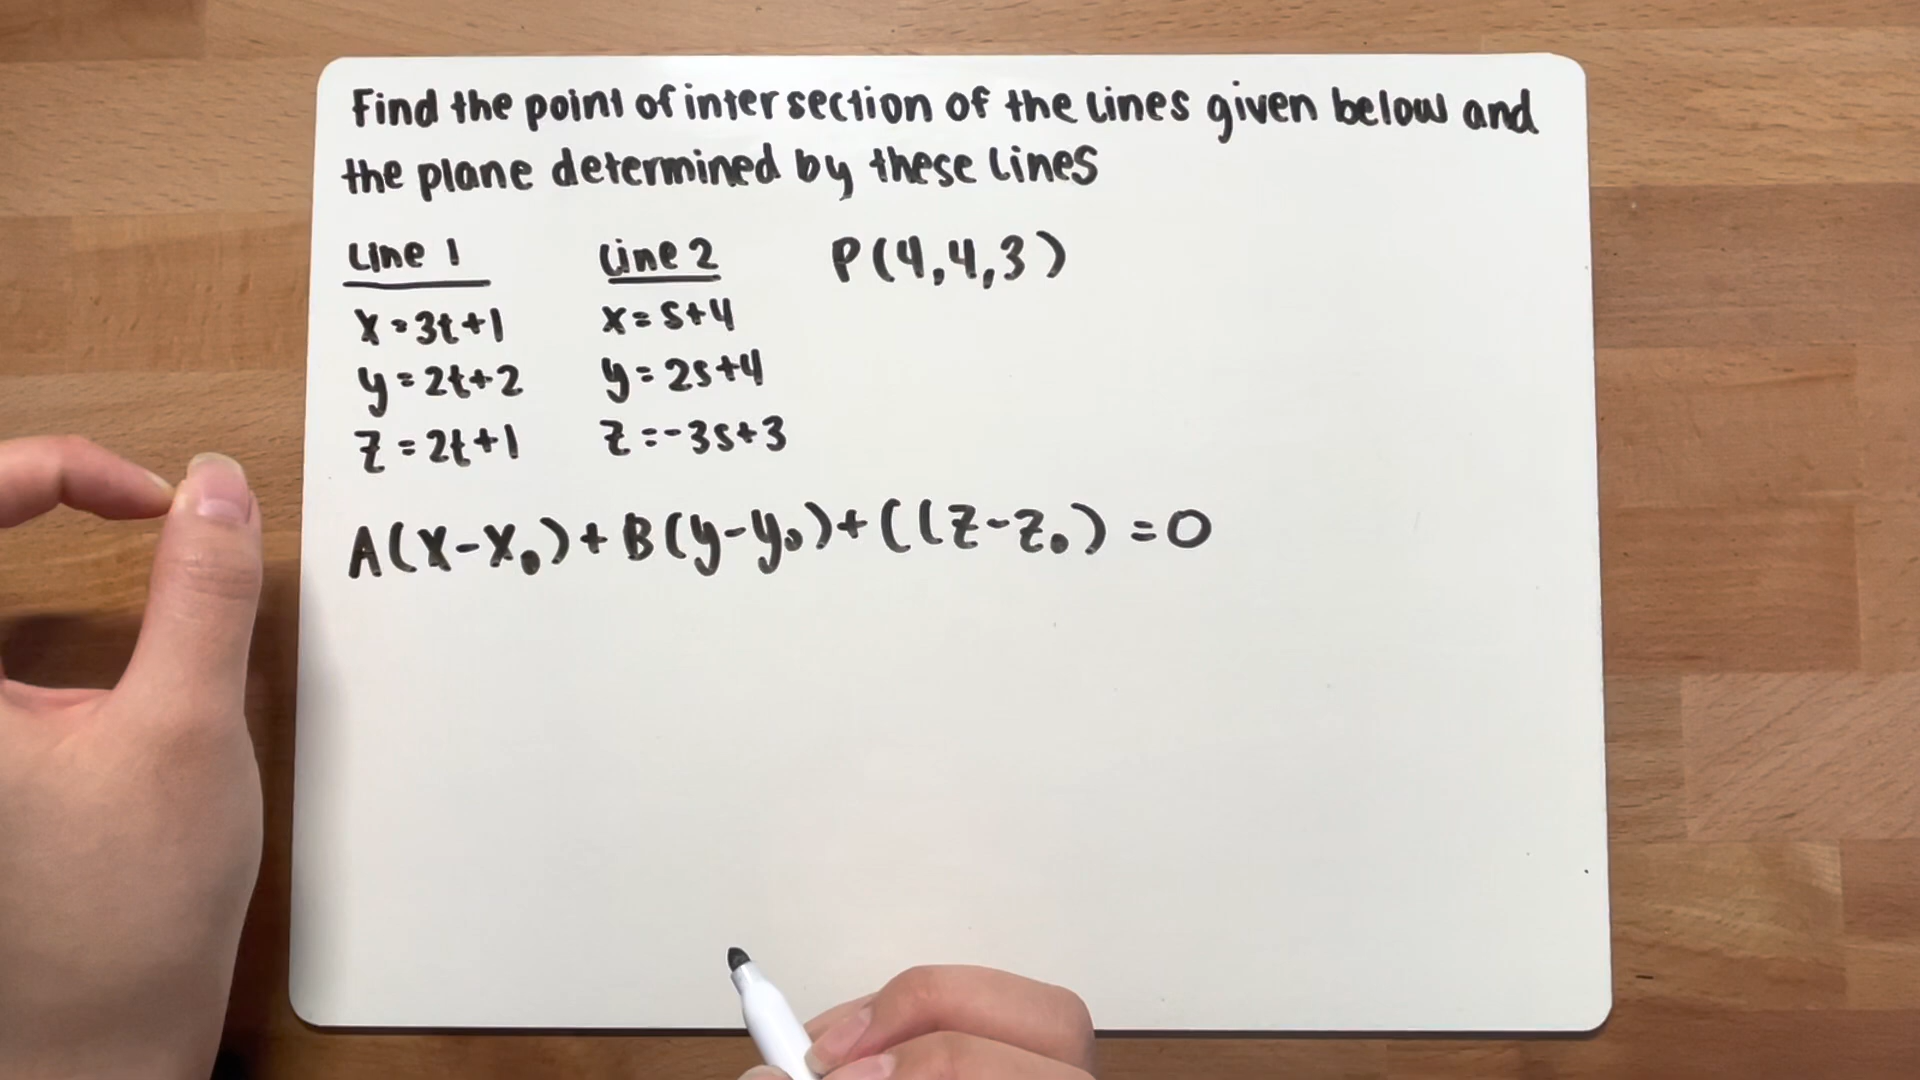 Find the point of intersection of the lines given below and
the plane determined by these lines
Line 1
x=3t+1
y=2t+2
z=2t+1
Line 2
x=s+4
y=2s+4
z=-3s+3
P(4,4,3)
A(x-x₀)+B(y-y₀)+C(z-z₀)=0